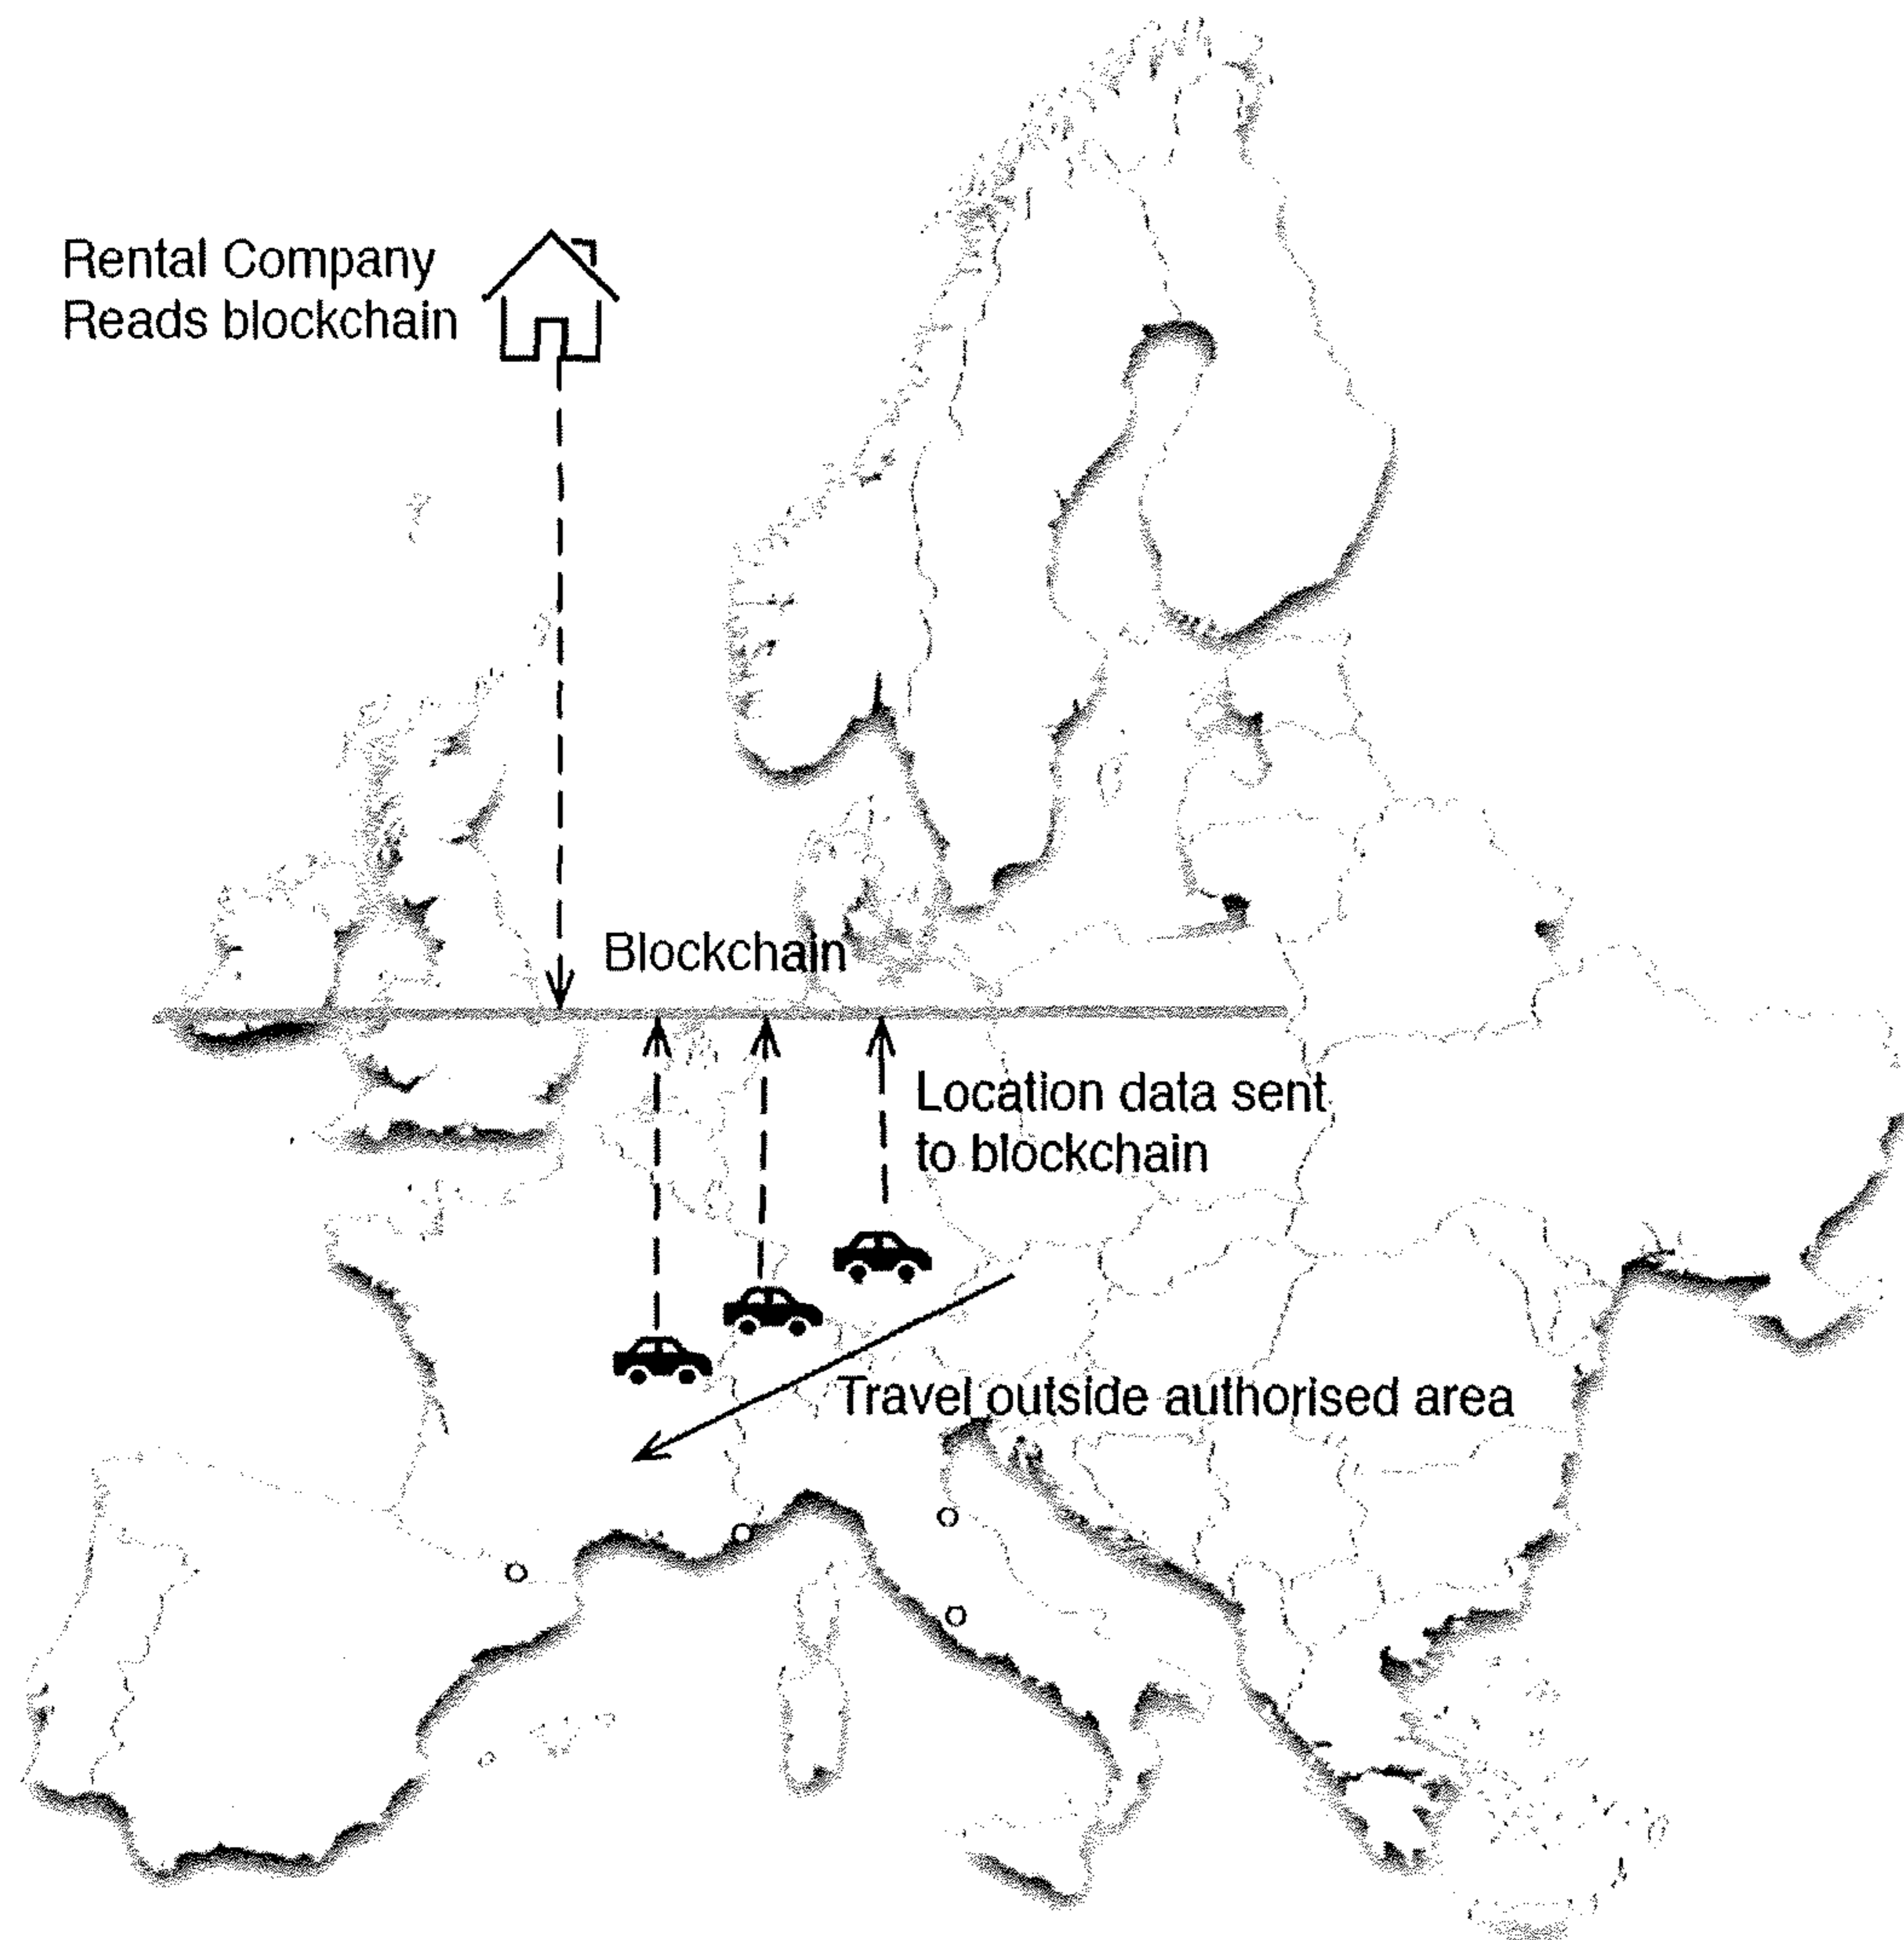 Rental Company
Reads blockchain
Blockchain
Location data sent
to blockchain
Travel outside authorised area